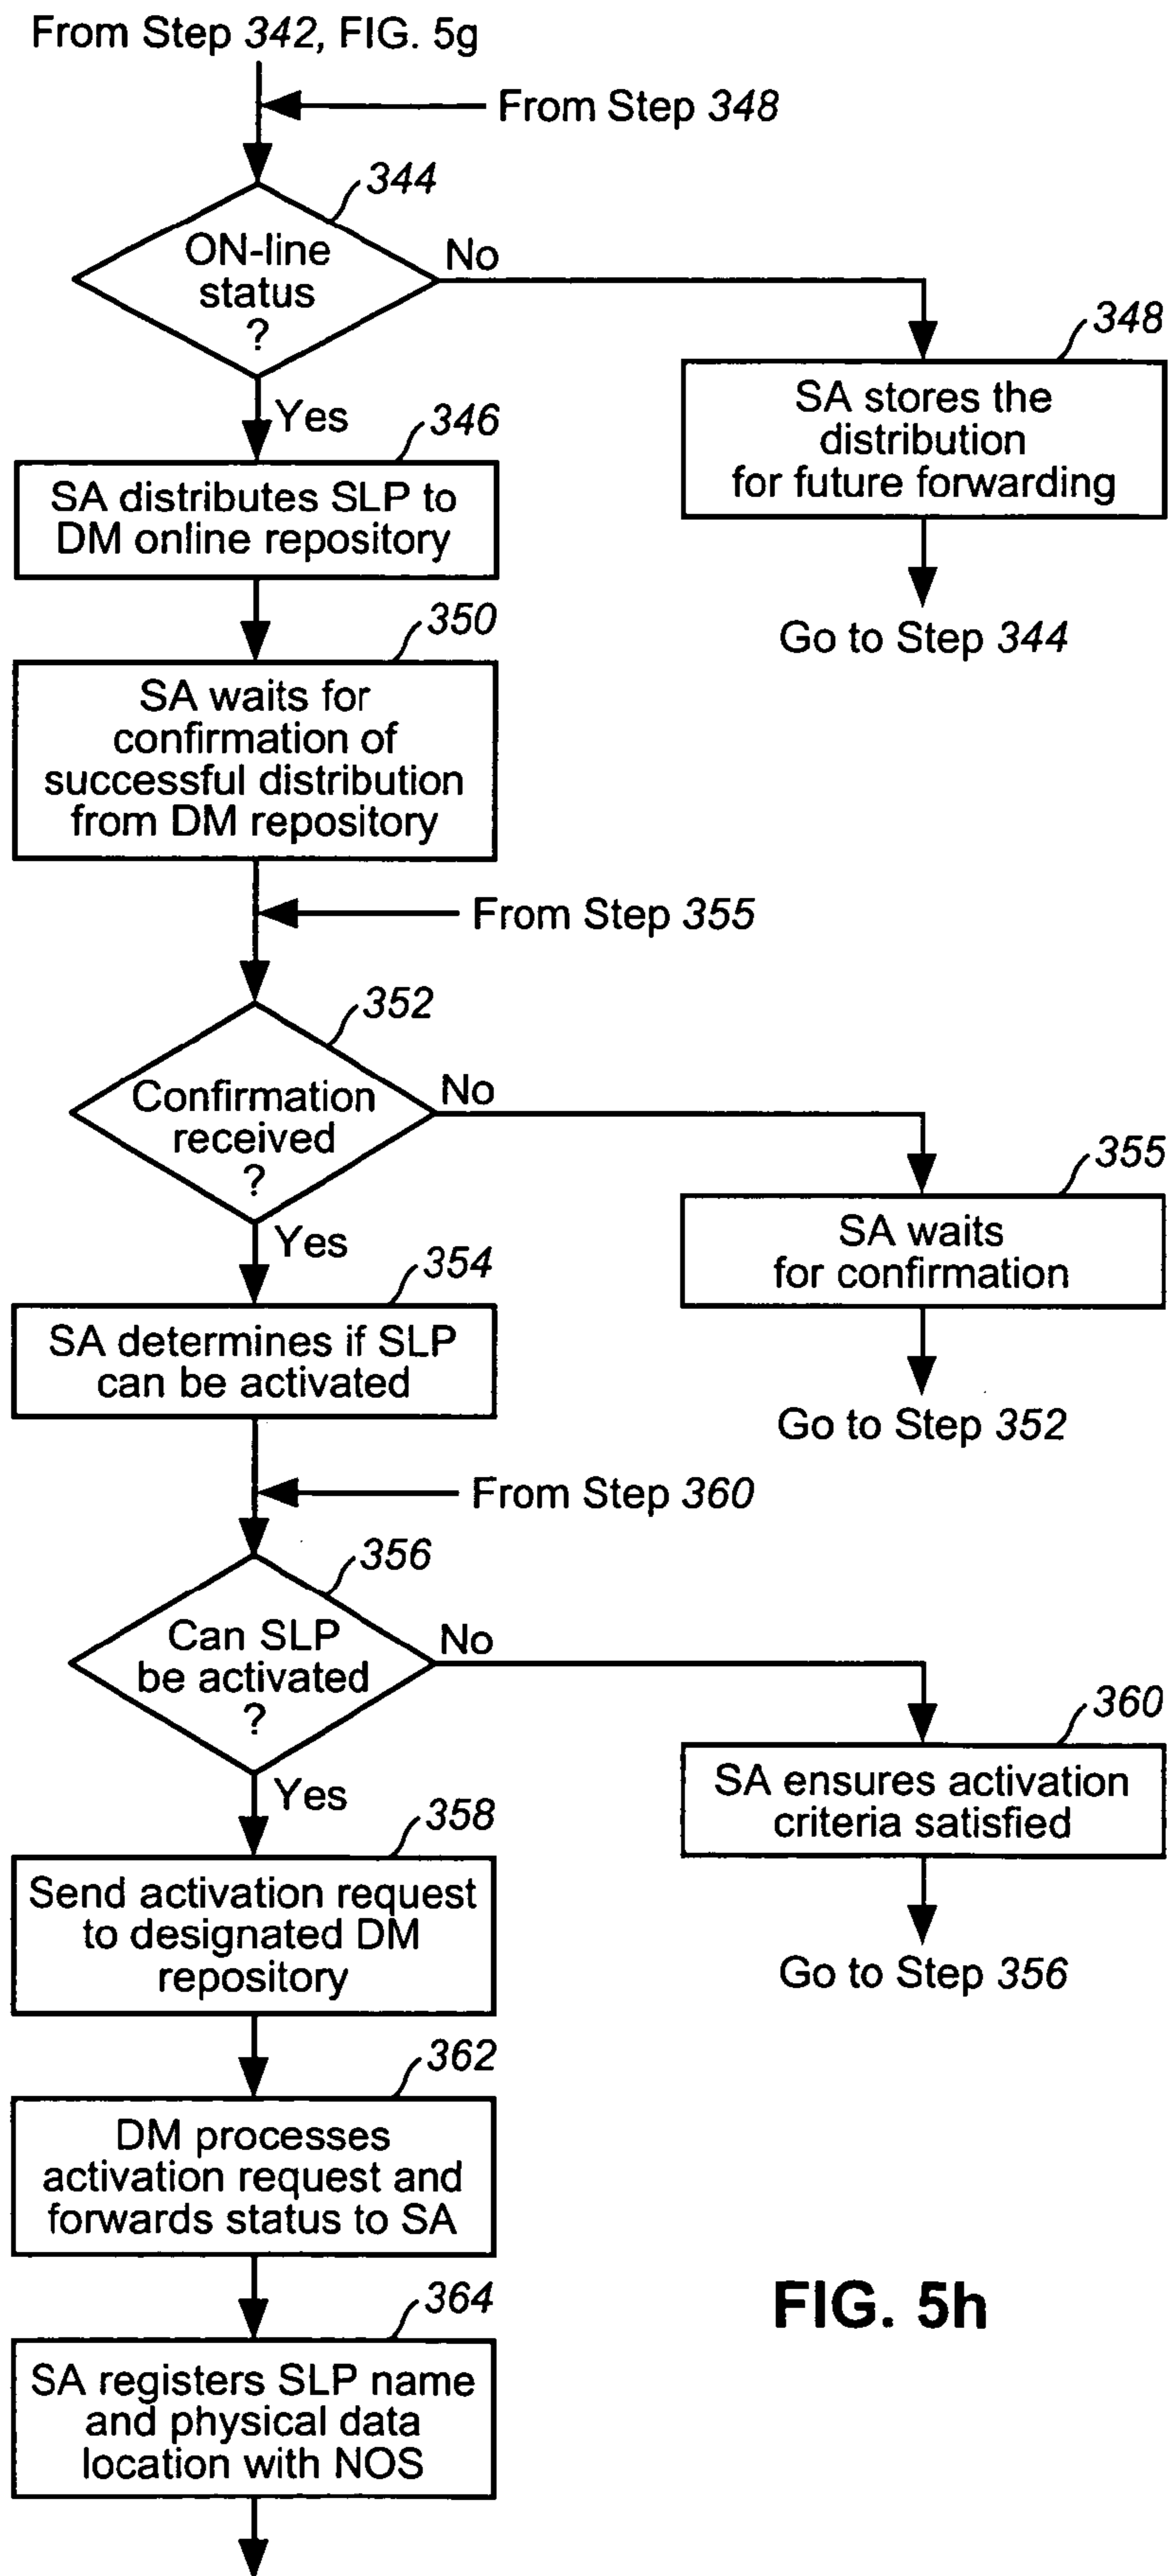 From Step 342, FIG. 5g
From Step 348
344
ON-line
status
?
No
Yes
348
SA stores the
distribution
for future forwarding
Go to Step 344
346
SA distributes SLP to
DM online repository
350
SA waits for
confirmation of
successful distribution
from DM repository
From Step 355
352
Confirmation
received
?
No
Yes
355
SA waits
for confirmation
Go to Step 352
354
SA determines if SLP
can be activated
From Step 360
356
Can SLP
be activated
?
No
Yes
360
SA ensures activation
criteria satisfied
Go to Step 356
358
Send activation request
to designated DM
repository
362
DM processes
activation request and
forwards status to SA
364
SA registers SLP name
and physical data
location with NOS
FIG. 5h